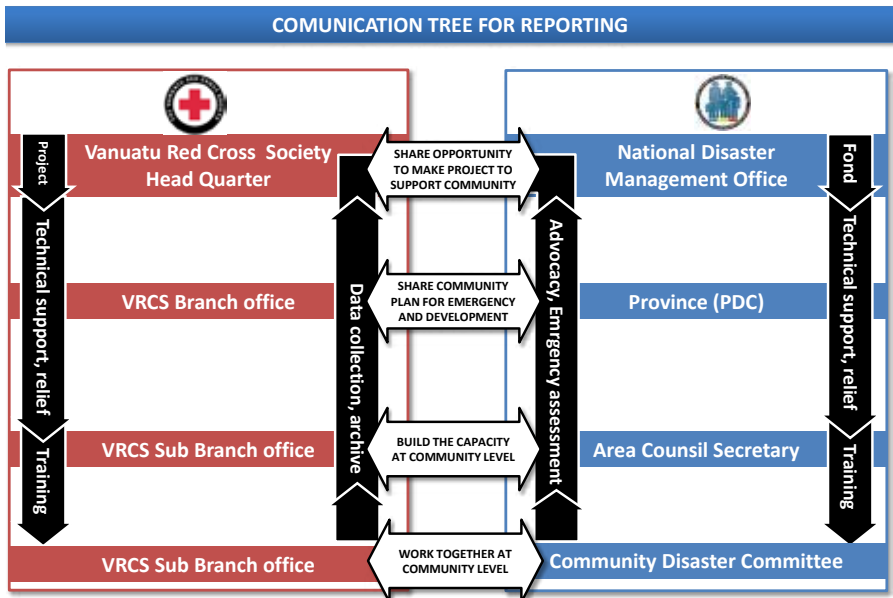 COMUNICATION TREE FOR REPORTING
Vanuatu Red Cross Society
Head Quarter
SHARE OPPORTUNITY
TO MAKE PROJECT TO
SUPPORT COMMUNITY
National Disaster
Management Office
Project
Technical support, relief
Training
Data collection, archive
Advocacy, Emrgency assessment
Fond
Technical support, relief
Training
VRCS Branch office
SHARE COMMUNITY
PLAN FOR EMERGENCY
AND DEVELOPMENT
Province (PDC)
VRCS Sub Branch office
BUILD THE CAPACITY
AT COMMUNITY LEVEL
Area Counsil Secretary
VRCS Sub Branch office
WORK TOGETHER AT
COMMUNITY LEVEL
Community Disaster Committee